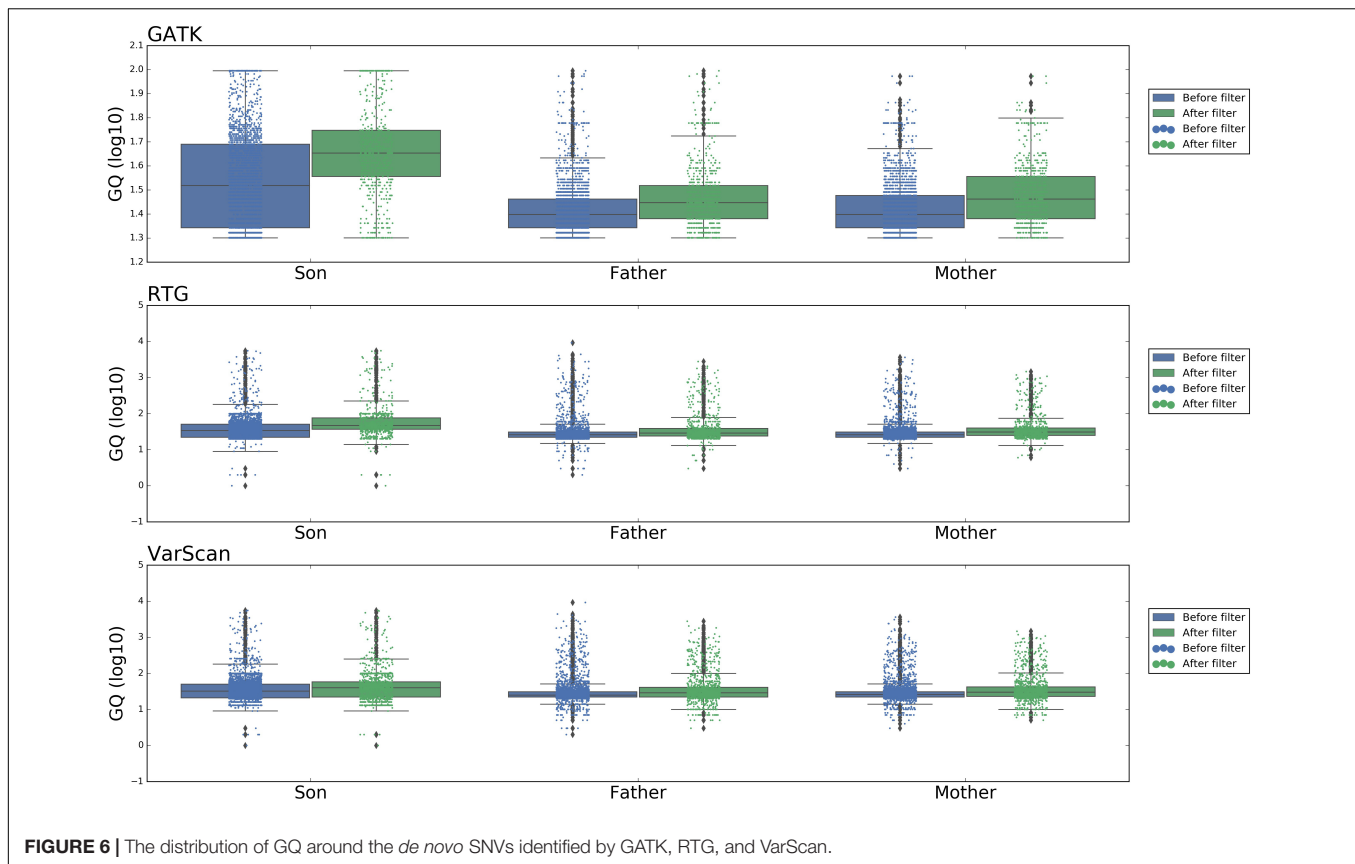 GATK
2.1
2.0
1.9
1.8
1.7
1.6
1.5
1.4
1.3
1.2
GQ (log10)
Son
Father
Mother
Before filter
After filter
Before filter
After filter
RTG
5
4
3
2
1
0
−1
GQ (log10)
Son
Father
Mother
Before filter
After filter
Before filter
After filter
VarScan
5
4
3
2
1
0
−1
GQ (log10)
Son
Father
Mother
Before filter
After filter
Before filter
After filter
FIGURE 6 | The distribution of GQ around the de novo SNVs identified by GATK, RTG, and VarScan.